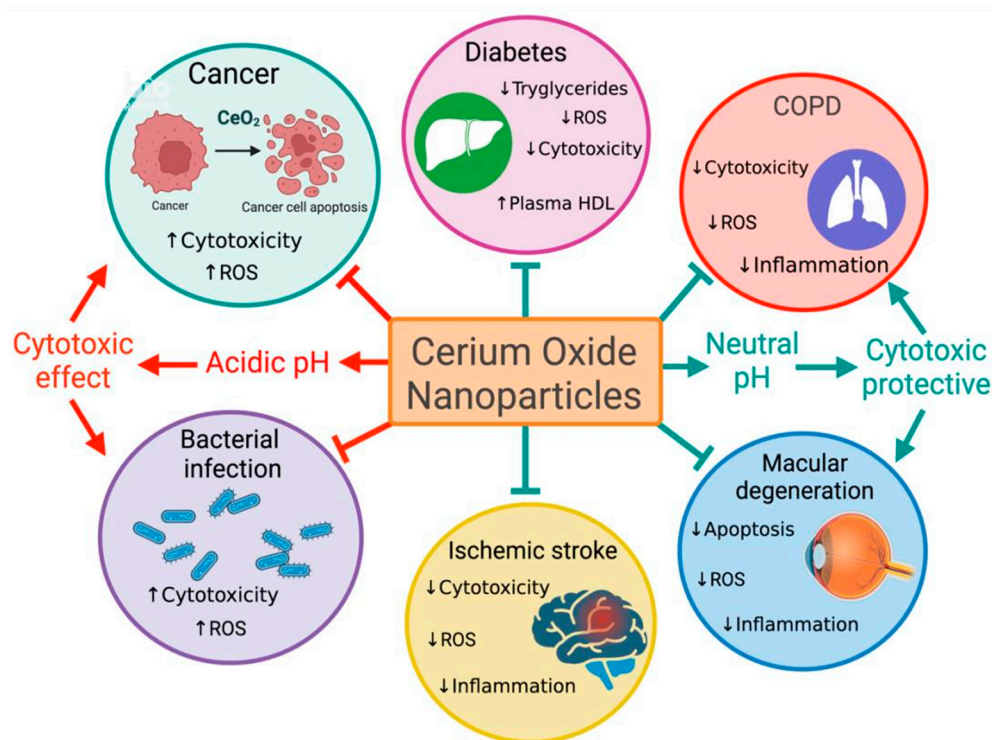 Cancer
CeO₂
Cancer
Cancer cell apoptosis
↑Cytotoxicity
↑ROS
Diabetes
↓Tryglycerides
↓ROS
↓Cytotoxicity
↑Plasma HDL
COPD
↓Cytotoxicity
↓ROS
↓Inflammation
Cytotoxic
effect
Acidic pH
Cerium Oxide
Nanoparticles
Neutral
pH
Cytotoxic
protective
Bacterial
infection
↑Cytotoxicity
↑ROS
Ischemic stroke
↓Cytotoxicity
↓ROS
↓Inflammation
Macular
degeneration
↓Apoptosis
↓ROS
↓Inflammation